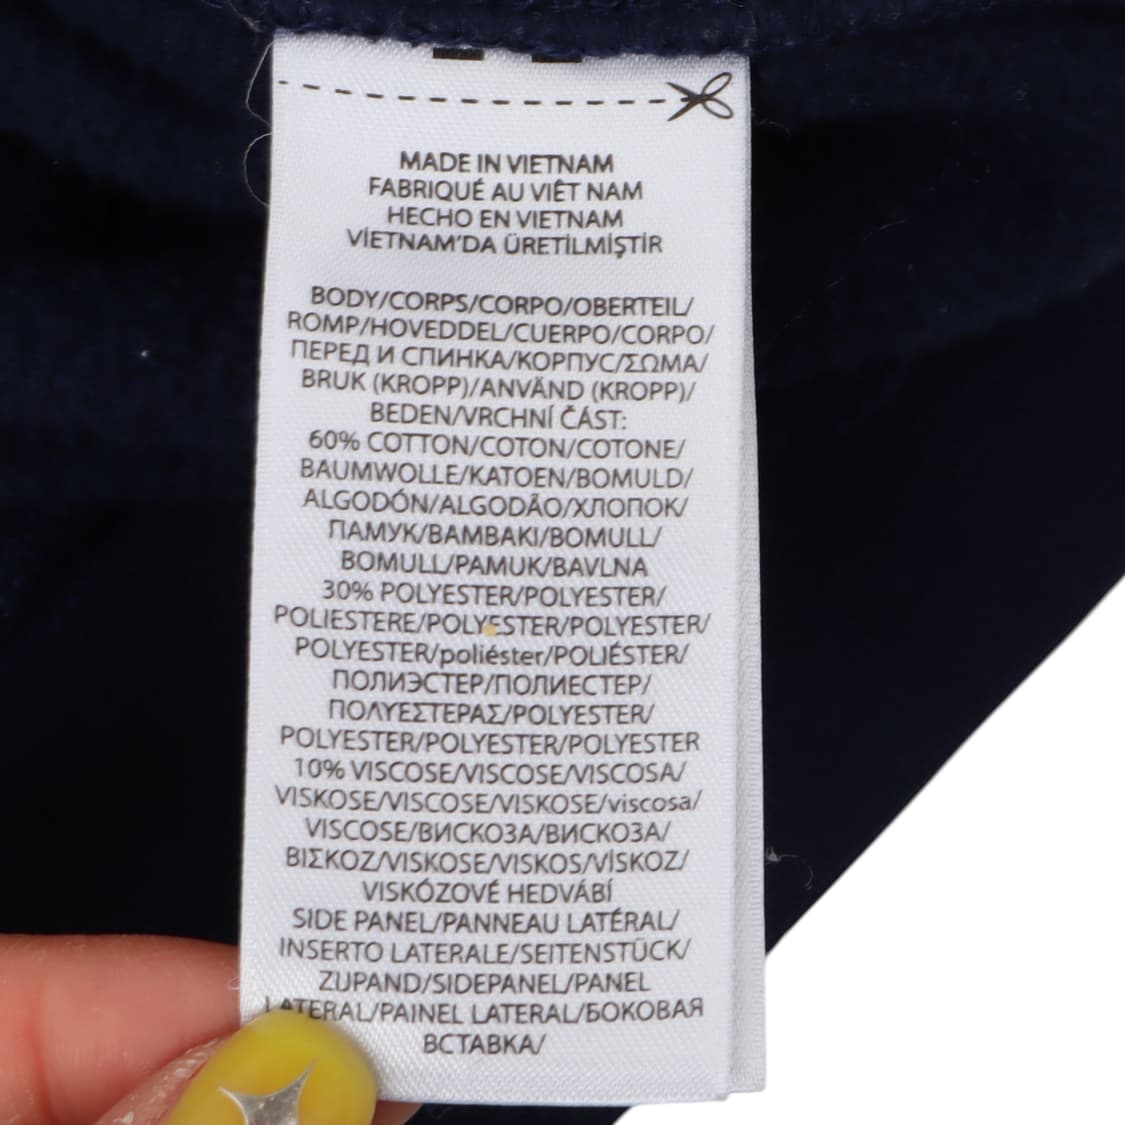 MADE IN VIETNAM
FABRIQUÉ AU VIÊT NAM
HECHO EN VIETNAM
VİETNAM'DA ÜRETİLMİŞTİR
BODY/CORPS/CORPO/OBERTEIL/
ROMP/HOVEDDEL/CUERPO/CORPO/
ПЕРЕД И СПИНКА/КОРПУС/ΣΩΜΑ/
BRUK (KROPP)/ANVÄND (KROPP)/
BEDEN/VRCHNÍ ČÁST:
60% COTTON/COTON/COTONE/
BAUMWOLLE/KATOEN/BOMULD/
ALGODÓN/ALGODÃO/ХЛОПОК/
ПАМУК/BAMBAKI/BOMULL/
BOMULL/PAMUK/BAVLNA
30% POLYESTER/POLYESTER/
POLIESTERE/POLYESTER/POLYESTER/
POLYESTER/poliéster/POLIÉSTER/
ПОЛИЭСТЕР/ПОЛИЕСТЕР/
ΠΟΛΥΕΣΤΕΡΑΣ/POLYESTER/
POLYESTER/POLYESTER/POLYESTER
10% VISCOSE/VISCOSE/VISCOSA/
VISKOSE/VISCOSE/VISKOSE/viscosa/
VISCOSE/ВИСКОЗА/ВИСКОЗА/
ΒΙΣΚΟΖ/VISKOSE/VISKOS/VİSKOZ/
VISKÓZOVÉ HEDVÁBÍ
SIDE PANEL/PANNEAU LATÉRAL/
INSERTO LATERALE/SEITENSTÜCK/
ZIJPAND/SIDEPANEL/PANEL
LATERAL/PAINEL LATERAL/БОКОВАЯ
ВСТАВКА/